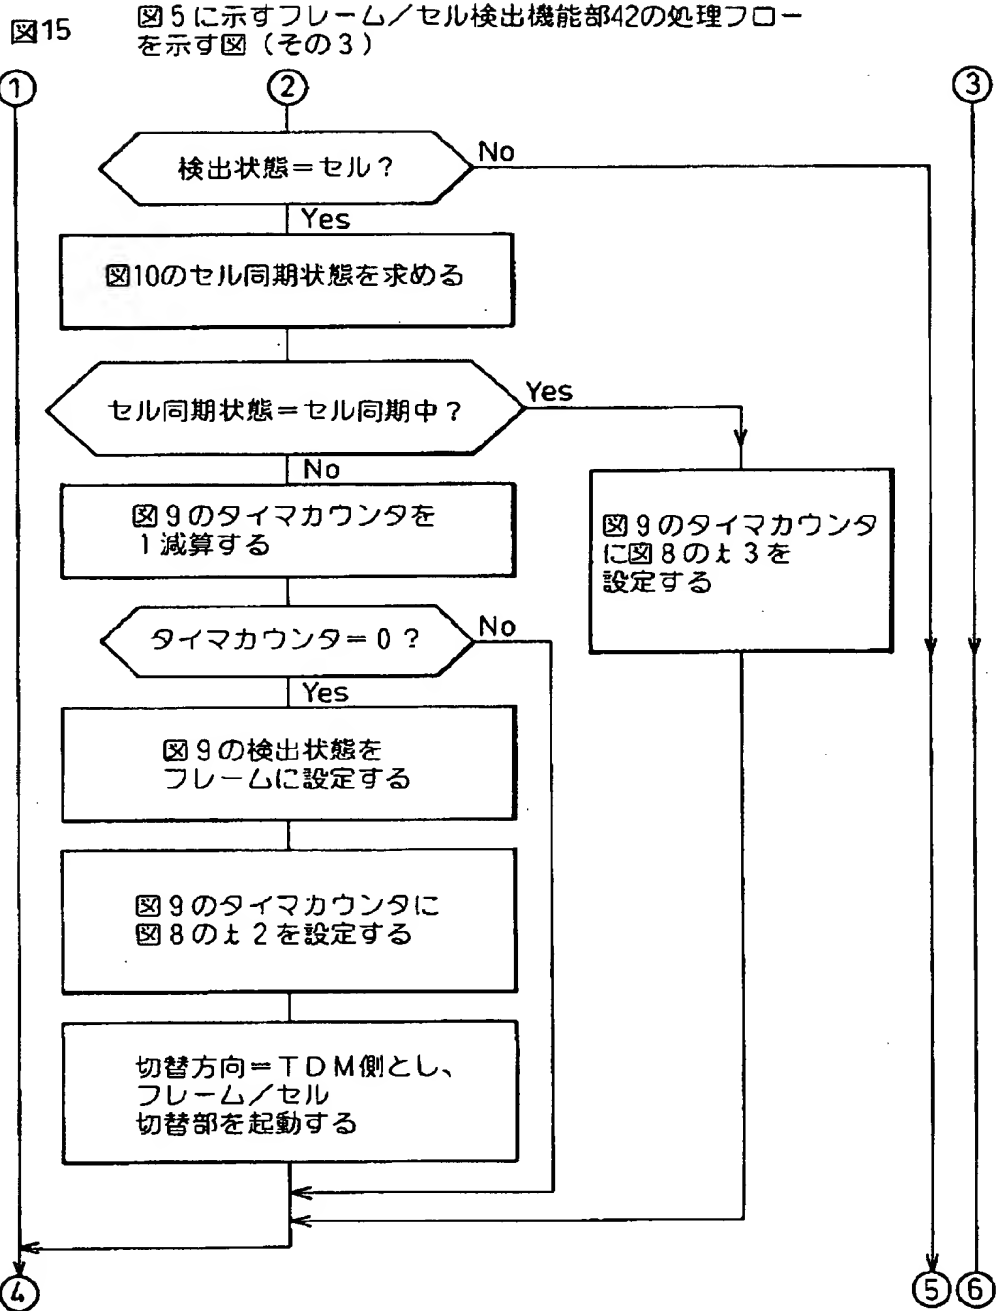 図15
図5に示すフレーム/セル検出機能部42の処理フロー
を示す図(その3)
① ② ③
検出状態=セル?
No
Yes
図10のセル同期状態を求める
セル同期状態=セル同期中?
Yes
No
図9のタイマカウンタを
1減算する
図9のタイマカウンタ
に図8のt3を
設定する
タイマカウンタ=0?
No
Yes
図9の検出状態を
フレームに設定する
図9のタイマカウンタに
図8のt2を設定する
切替方向=TDM側とし、
フレーム/セル
切替部を起動する
④ ⑤ ⑥